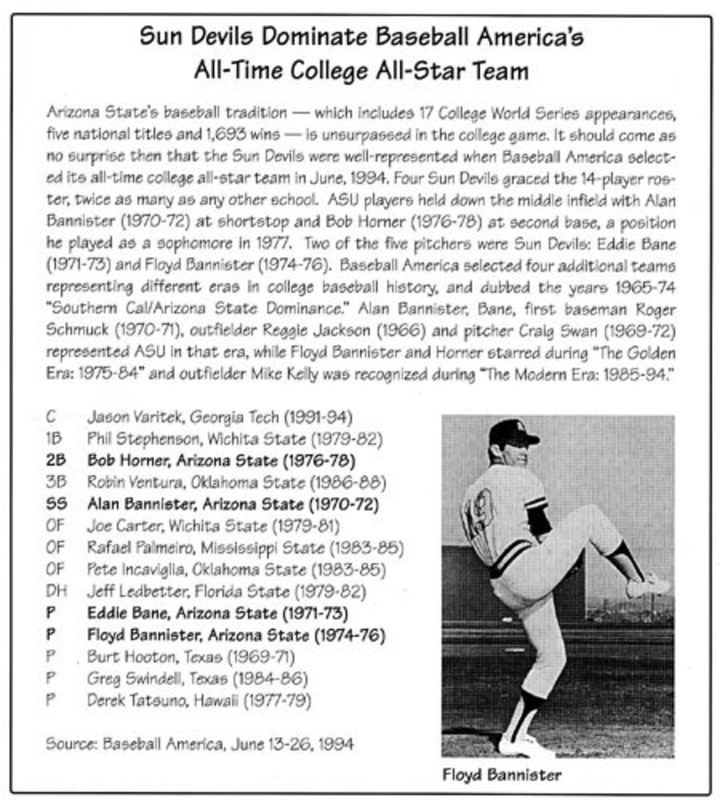 Sun Devils Dominate Baseball America's
All-Time College All-Star Team
Arizona State's baseball tradition — which includes 17 College World Series appearances,
five national titles and 1,693 wins — is unsurpassed in the college game. It should come as
no surprise then that the Sun Devils were well-represented when Baseball America select-
ed its all-time college all-star team in June, 1994. Four Sun Devils graced the 14-player ros-
ter, twice as many as any other school. ASU players held down the middle infield with Alan
Bannister (1970-72) at shortstop and Bob Horner (1976-78) at second base, a position
he played as a sophomore in 1977. Two of the five pitchers were Sun Devils: Eddie Bane
(1971-73) and Floyd Bannister (1974-76). Baseball America selected four additional teams
representing different eras in college baseball history, and dubbed the years 1965-74
"Southern Cal/Arizona State Dominance." Alan Bannister, Bane, first baseman Roger
Schmuck (1970-71), outfielder Reggie Jackson (1966) and pitcher Craig Swan (1969-72)
represented ASU in that era, while Floyd Bannister and Horner starred during "The Golden
Era: 1975-84" and outfielder Mike Kelly was recognized during "The Modern Era: 1985-94."
C Jason Varitek, Georgia Tech (1991-94)
1B Phil Stephenson, Wichita State (1979-82)
2B Bob Horner, Arizona State (1976-78)
3B Robin Ventura, Oklahoma State (1986-88)
SS Alan Bannister, Arizona State (1970-72)
OF Joe Carter, Wichita State (1979-81)
OF Rafael Palmeiro, Mississippi State (1983-85)
OF Pete Incaviglia, Oklahoma State (1983-85)
DH Jeff Ledbetter, Florida State (1979-82)
P Eddie Bane, Arizona State (1971-73)
P Floyd Bannister, Arizona State (1974-76)
P Burt Hooton, Texas (1969-71)
P Greg Swindell, Texas (1984-86)
P Derek Tatsuno, Hawaii (1977-79)
Source: Baseball America, June 13-26, 1994
19
Floyd Bannister